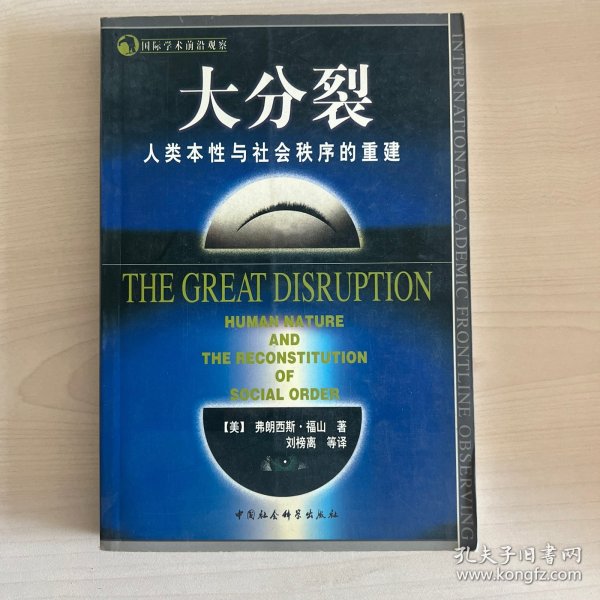 国际学术前沿观察
大分裂
人类本性与社会秩序的重建
THE GREAT DISRUPTION
HUMAN NATURE
AND
THE RECONSTITUTION
OF
SOCIAL ORDER
【美】 弗朗西斯·福山 著
刘榜离 等译
中国社会科学出版社
INTERNATIONAL ACADEMIC FRONTLINE OBSERVING
孔夫子旧书网
www.kongfz.com